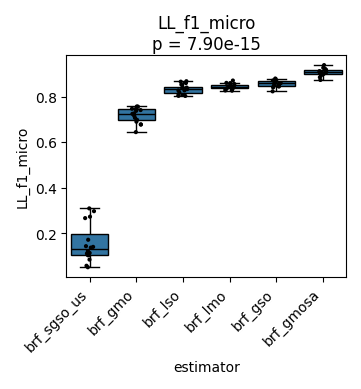 LL_f1_micro
p = 7.90e-15
LL_f1_micro
0.8
0.6
0.4
0.2
brf_sgso_us
brf_gmo
brf_lso
brf_lmo
brf_gso
brf_gmosa
estimator